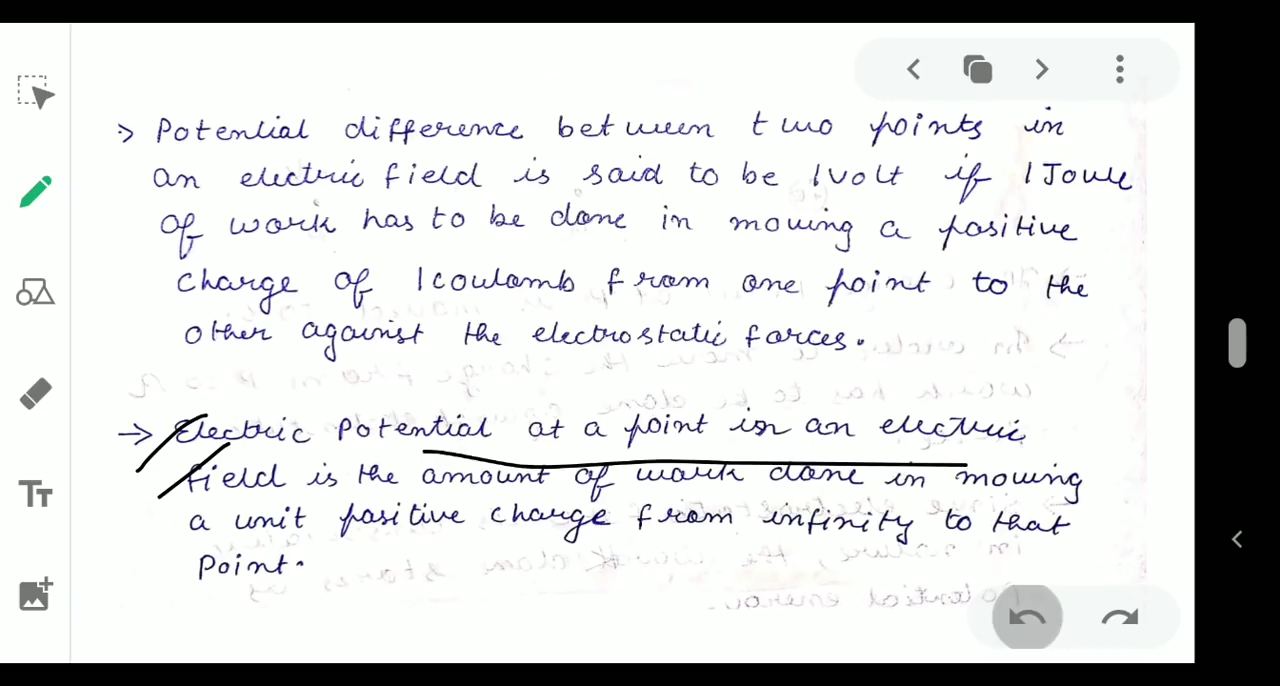 :> Potential difference between two points in
an electric field is said to be 1volt if 1Joule
of work has to be done in moving a positive
charge of 1coulomb from one point to the
other against the electrostatic forces.
→ Electric Potential at a point in an electric
field is the amount of work done in moving
a unit positive charge from infinity to that
Point.
TT